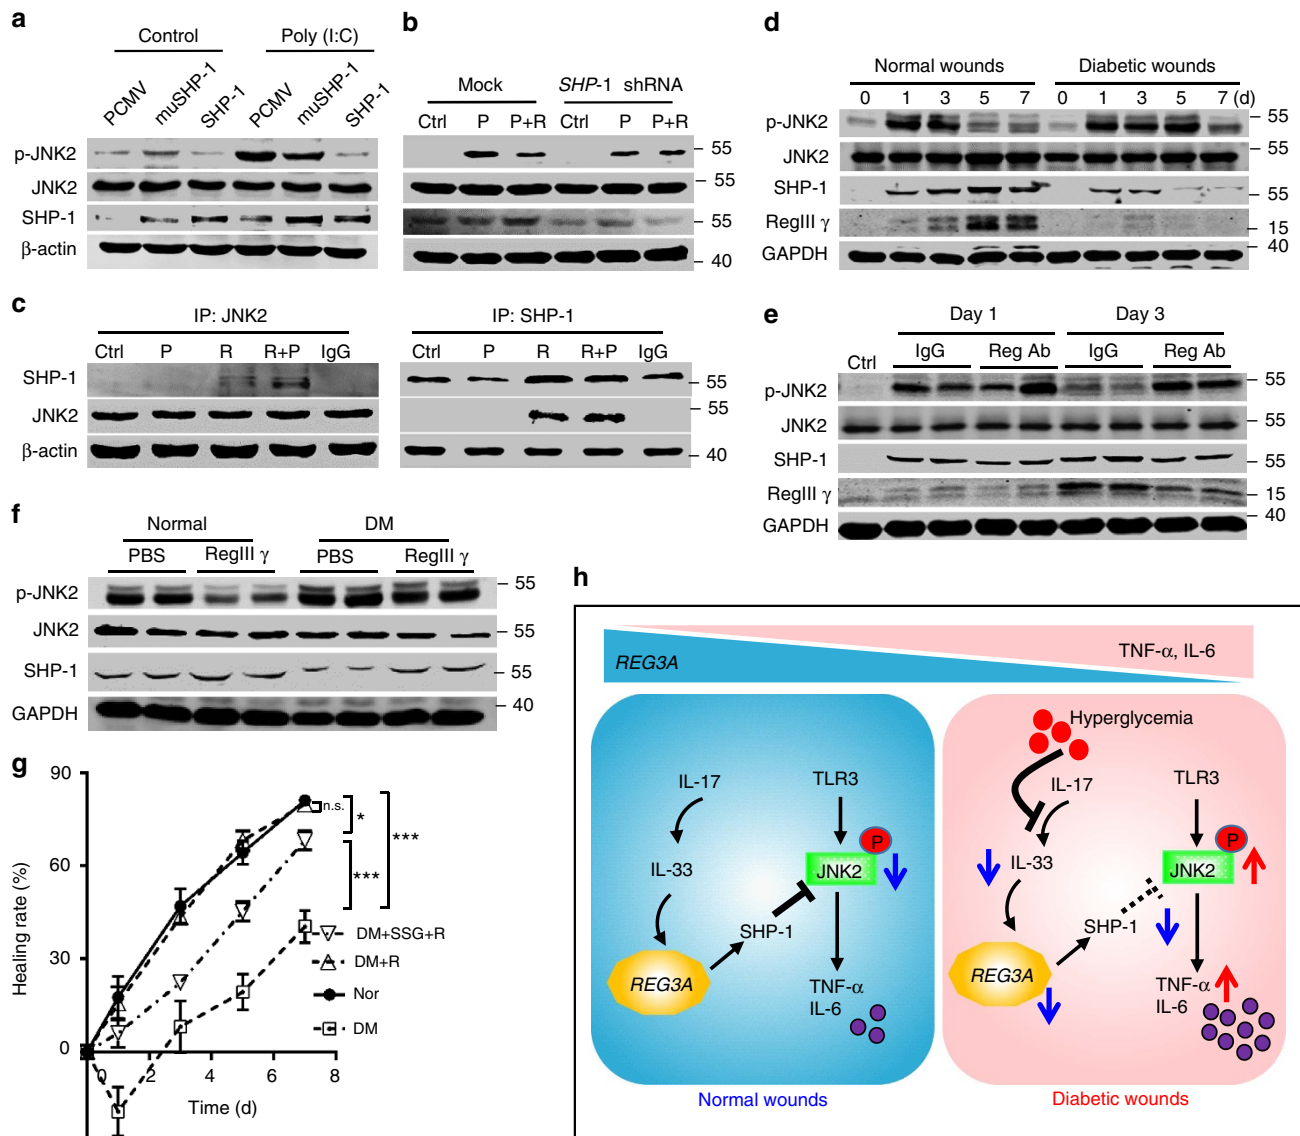 a
Control
Poly (I:C)
PCMV
muSHP-1
SHP-1
PCMV
muSHP-1
SHP-1
p-JNK2
JNK2
SHP-1
β-actin
b
Mock
SHP-1 shRNA
Ctrl P P+R Ctrl P P+R
55
55
55
40
c
IP: JNK2
Ctrl P R R+P IgG
SHP-1
JNK2
β-actin
IP: SHP-1
Ctrl P R R+P IgG
55
55
40
d
Normal wounds
Diabetic wounds
0 1 3 5 7 0 1 3 5 7 (d)
p-JNK2 55
JNK2 55
SHP-1 55
RegIII γ 15
GAPDH 40
e
Day 1
Day 3
Ctrl IgG Reg Ab IgG Reg Ab
p-JNK2 55
JNK2 55
SHP-1 55
RegIII γ 15
GAPDH 40
f
Normal
DM
PBS RegIII γ PBS RegIII γ
p-JNK2 55
JNK2 55
SHP-1 55
GAPDH 40
g
Healing rate (%)
90
60
30
0
0 2 4 6 8
Time (d)
n.s.
*
***
***
DM+SSG+R
DM+R
Nor
DM
h
REG3A
TNF-α, IL-6
IL-17
IL-33
REG3A
SHP-1
TLR3
P
JNK2
TNF-α
IL-6
Normal wounds
Hyperglycemia
IL-17
IL-33
REG3A
SHP-1
TLR3
P
JNK2
TNF-α
IL-6
Diabetic wounds